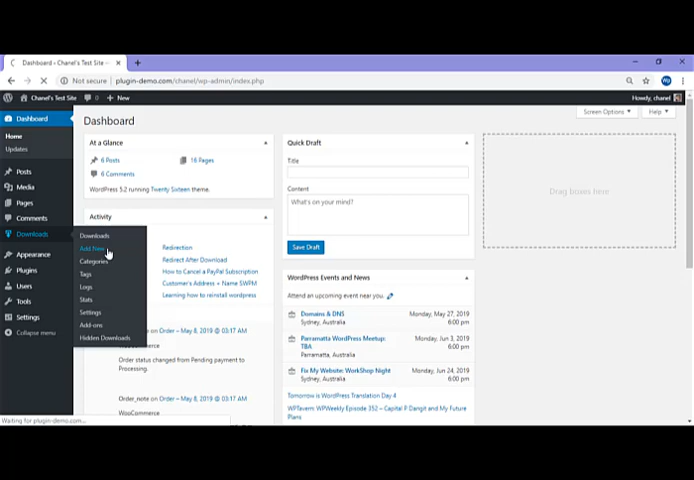 Dashboard ‹ Chanel's Test Site —
Not secure
plugin-demo.com/chanel/wp-admin/index.php
Chanel's Test Site
0
+ New
Howdy, chanel
Dashboard
Home
Updates
Posts
Media
Pages
Comments
Downloads
Appearance
Plugins
Users
Tools
Settings
Collapse menu
Downloads
Add New
Categories
Tags
Logs
Stats
Settings
Add-ons
Hidden Downloads
Dashboard
Screen Options
Help
At a Glance
6 Posts
18 Pages
6 Comments
WordPress 5.2 running Twenty Sixteen theme.
Activity
Redirection
Redirect After Download
How to Cancel a PayPal Subscription
Customer's Address + Name SWPM
Learning how to reinstall wordpress
on Order – May 8, 2019 @ 03:17 AM
Order status changed from Pending payment to
Processing.
Order_note on Order – May 8, 2019 @ 03:17 AM
WooCommerce
Quick Draft
Title
Content
What's on your mind?
Save Draft
WordPress Events and News
Attend an upcoming event near you.
Domains & DNS
Sydney, Australia
Monday, May 27, 2019
6:00 pm
Parramatta WordPress Meetup:
TBA
Parramatta, Australia
Monday, Jun 3, 2019
6:00 pm
Fix My Website: WorkShop Night
Sydney, Australia
Monday, Jun 24, 2019
6:00 pm
Tomorrow is WordPress Translation Day 4
WPTavern: WPWeekly Episode 352 – Capital P Dangit and My Future
Plans
Drag boxes here
Waiting for plugin-demo.com...